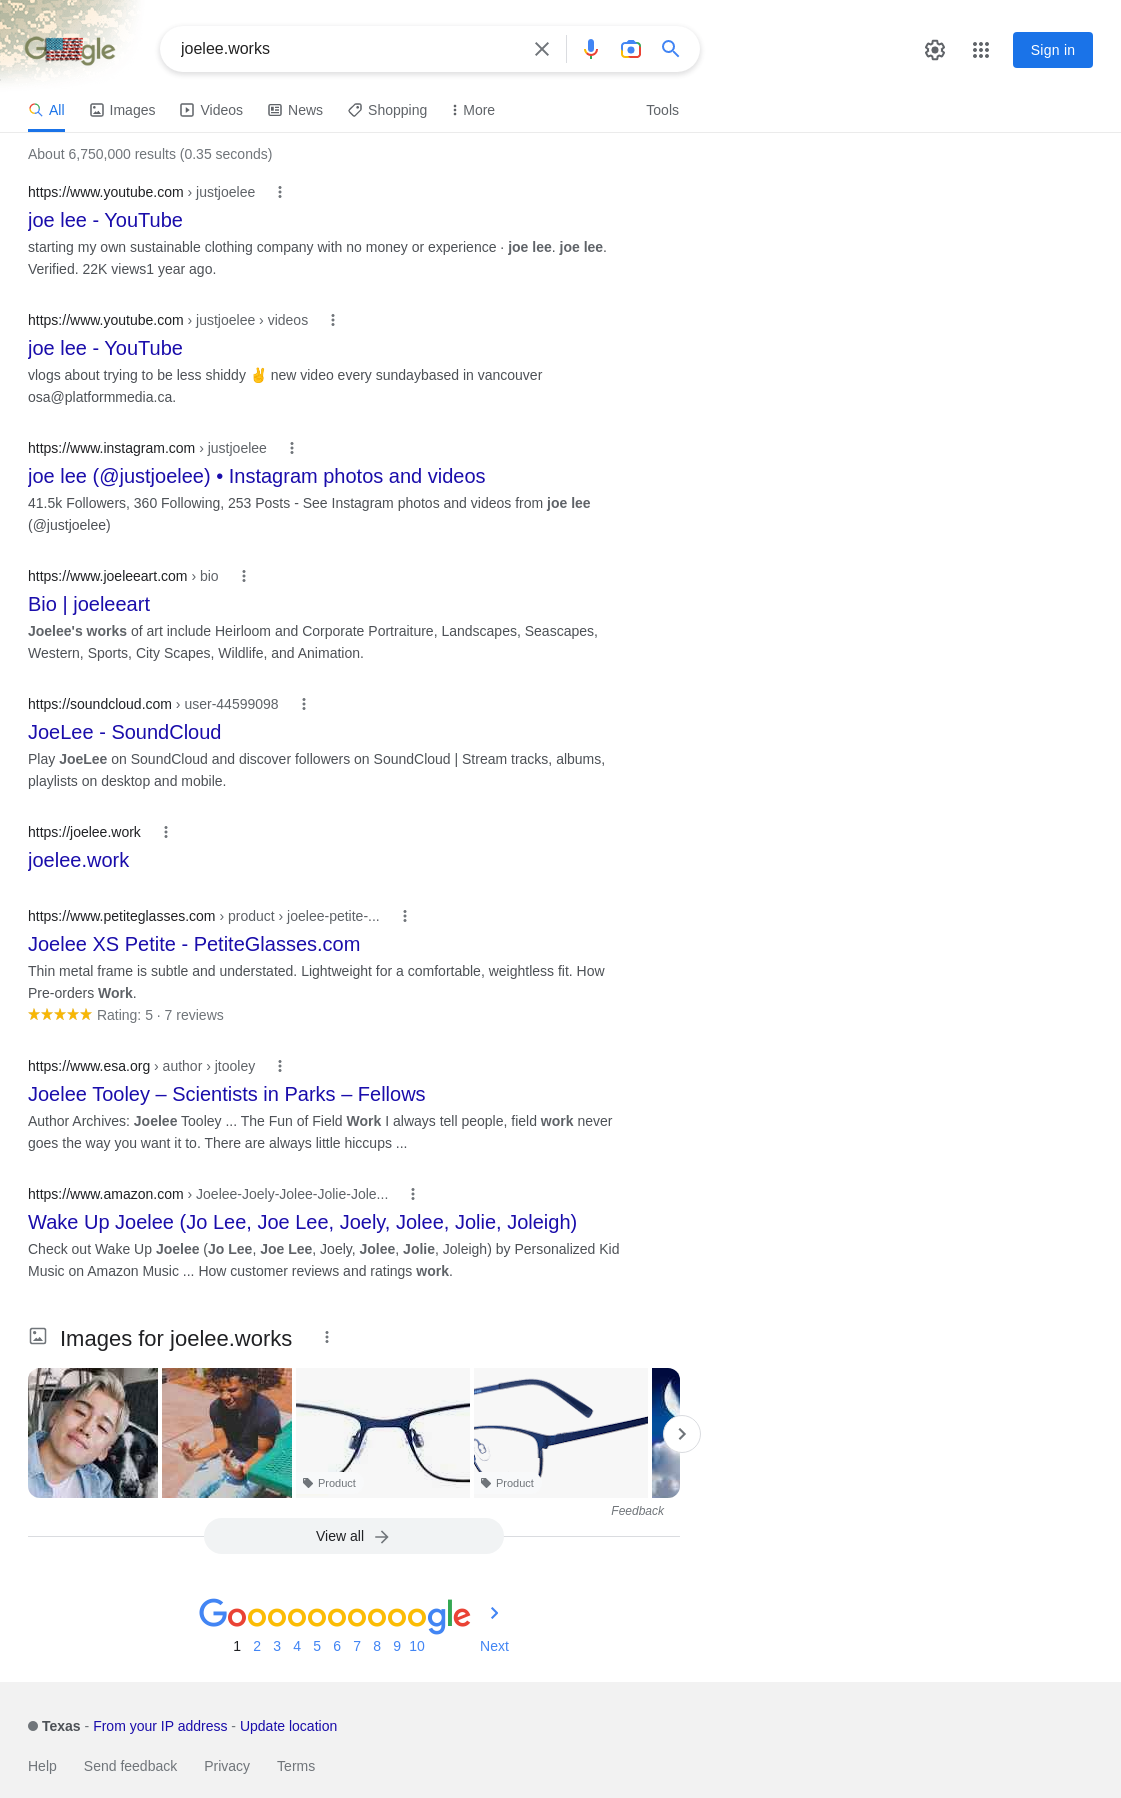 Google
joelee.works
Sign in
All
Images
Videos
News
Shopping
More
Tools
About 6,750,000 results (0.35 seconds)
https://www.youtube.com › justjoelee
joe lee - YouTube
starting my own sustainable clothing company with no money or experience · joe lee. joe lee.
Verified. 22K views1 year ago.
https://www.youtube.com › justjoelee › videos
joe lee - YouTube
vlogs about trying to be less shiddy ✌ new video every sundaybased in vancouver
osa@platformmedia.ca.
https://www.instagram.com › justjoelee
joe lee (@justjoelee) • Instagram photos and videos
41.5k Followers, 360 Following, 253 Posts - See Instagram photos and videos from joe lee
(@justjoelee)
https://www.joeleeart.com › bio
Bio | joeleeart
Joelee's works of art include Heirloom and Corporate Portraiture, Landscapes, Seascapes,
Western, Sports, City Scapes, Wildlife, and Animation.
https://soundcloud.com › user-44599098
JoeLee - SoundCloud
Play JoeLee on SoundCloud and discover followers on SoundCloud | Stream tracks, albums,
playlists on desktop and mobile.
https://joelee.work
joelee.work
https://www.petiteglasses.com › product › joelee-petite-...
Joelee XS Petite - PetiteGlasses.com
Thin metal frame is subtle and understated. Lightweight for a comfortable, weightless fit. How
Pre-orders Work.
Rating: 5 · 7 reviews
https://www.esa.org › author › jtooley
Joelee Tooley – Scientists in Parks – Fellows
Author Archives: Joelee Tooley ... The Fun of Field Work I always tell people, field work never
goes the way you want it to. There are always little hiccups ...
https://www.amazon.com › Joelee-Joely-Jolee-Jolie-Jole...
Wake Up Joelee (Jo Lee, Joe Lee, Joely, Jolee, Jolie, Joleigh)
Check out Wake Up Joelee (Jo Lee, Joe Lee, Joely, Jolee, Jolie, Joleigh) by Personalized Kid
Music on Amazon Music ... How customer reviews and ratings work.
Images for joelee.works
Product
Product
Feedback
View all
Goooooooooogle
1 2 3 4 5 6 7 8 9 10 Next
Texas - From your IP address - Update location
Help Send feedback Privacy Terms